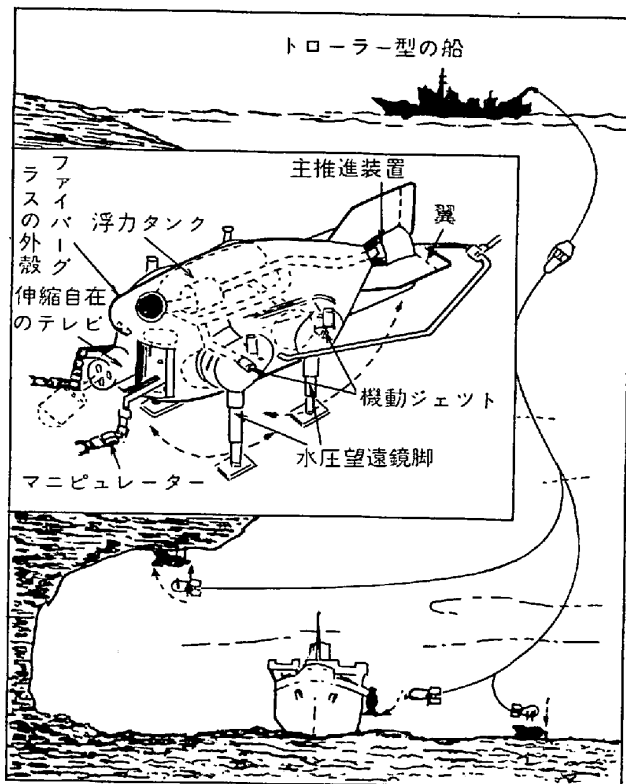 トローラー型の船
主推進装置
翼
ファイバーグ
ラスの外殻
浮力タンク
伸縮自在
のテレビ
機動ジェット
水圧望遠鏡脚
マニピュレーター